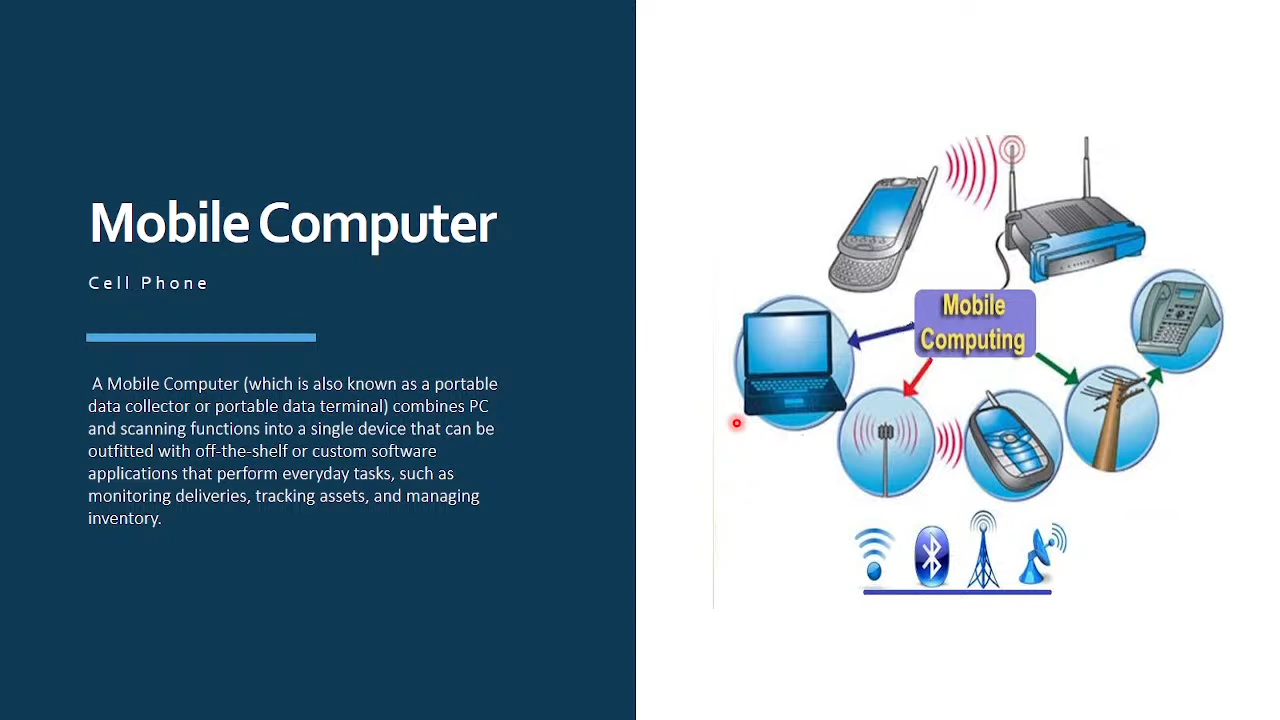 Mobile Computer
Cell Phone
A Mobile Computer (which is also known as a portable
data collector or portable data terminal) combines PC
and scanning functions into a single device that can be
outfitted with off-the-shelf or custom software
applications that perform everyday tasks, such as
monitoring deliveries, tracking assets, and managing
inventory.
Mobile
Computing